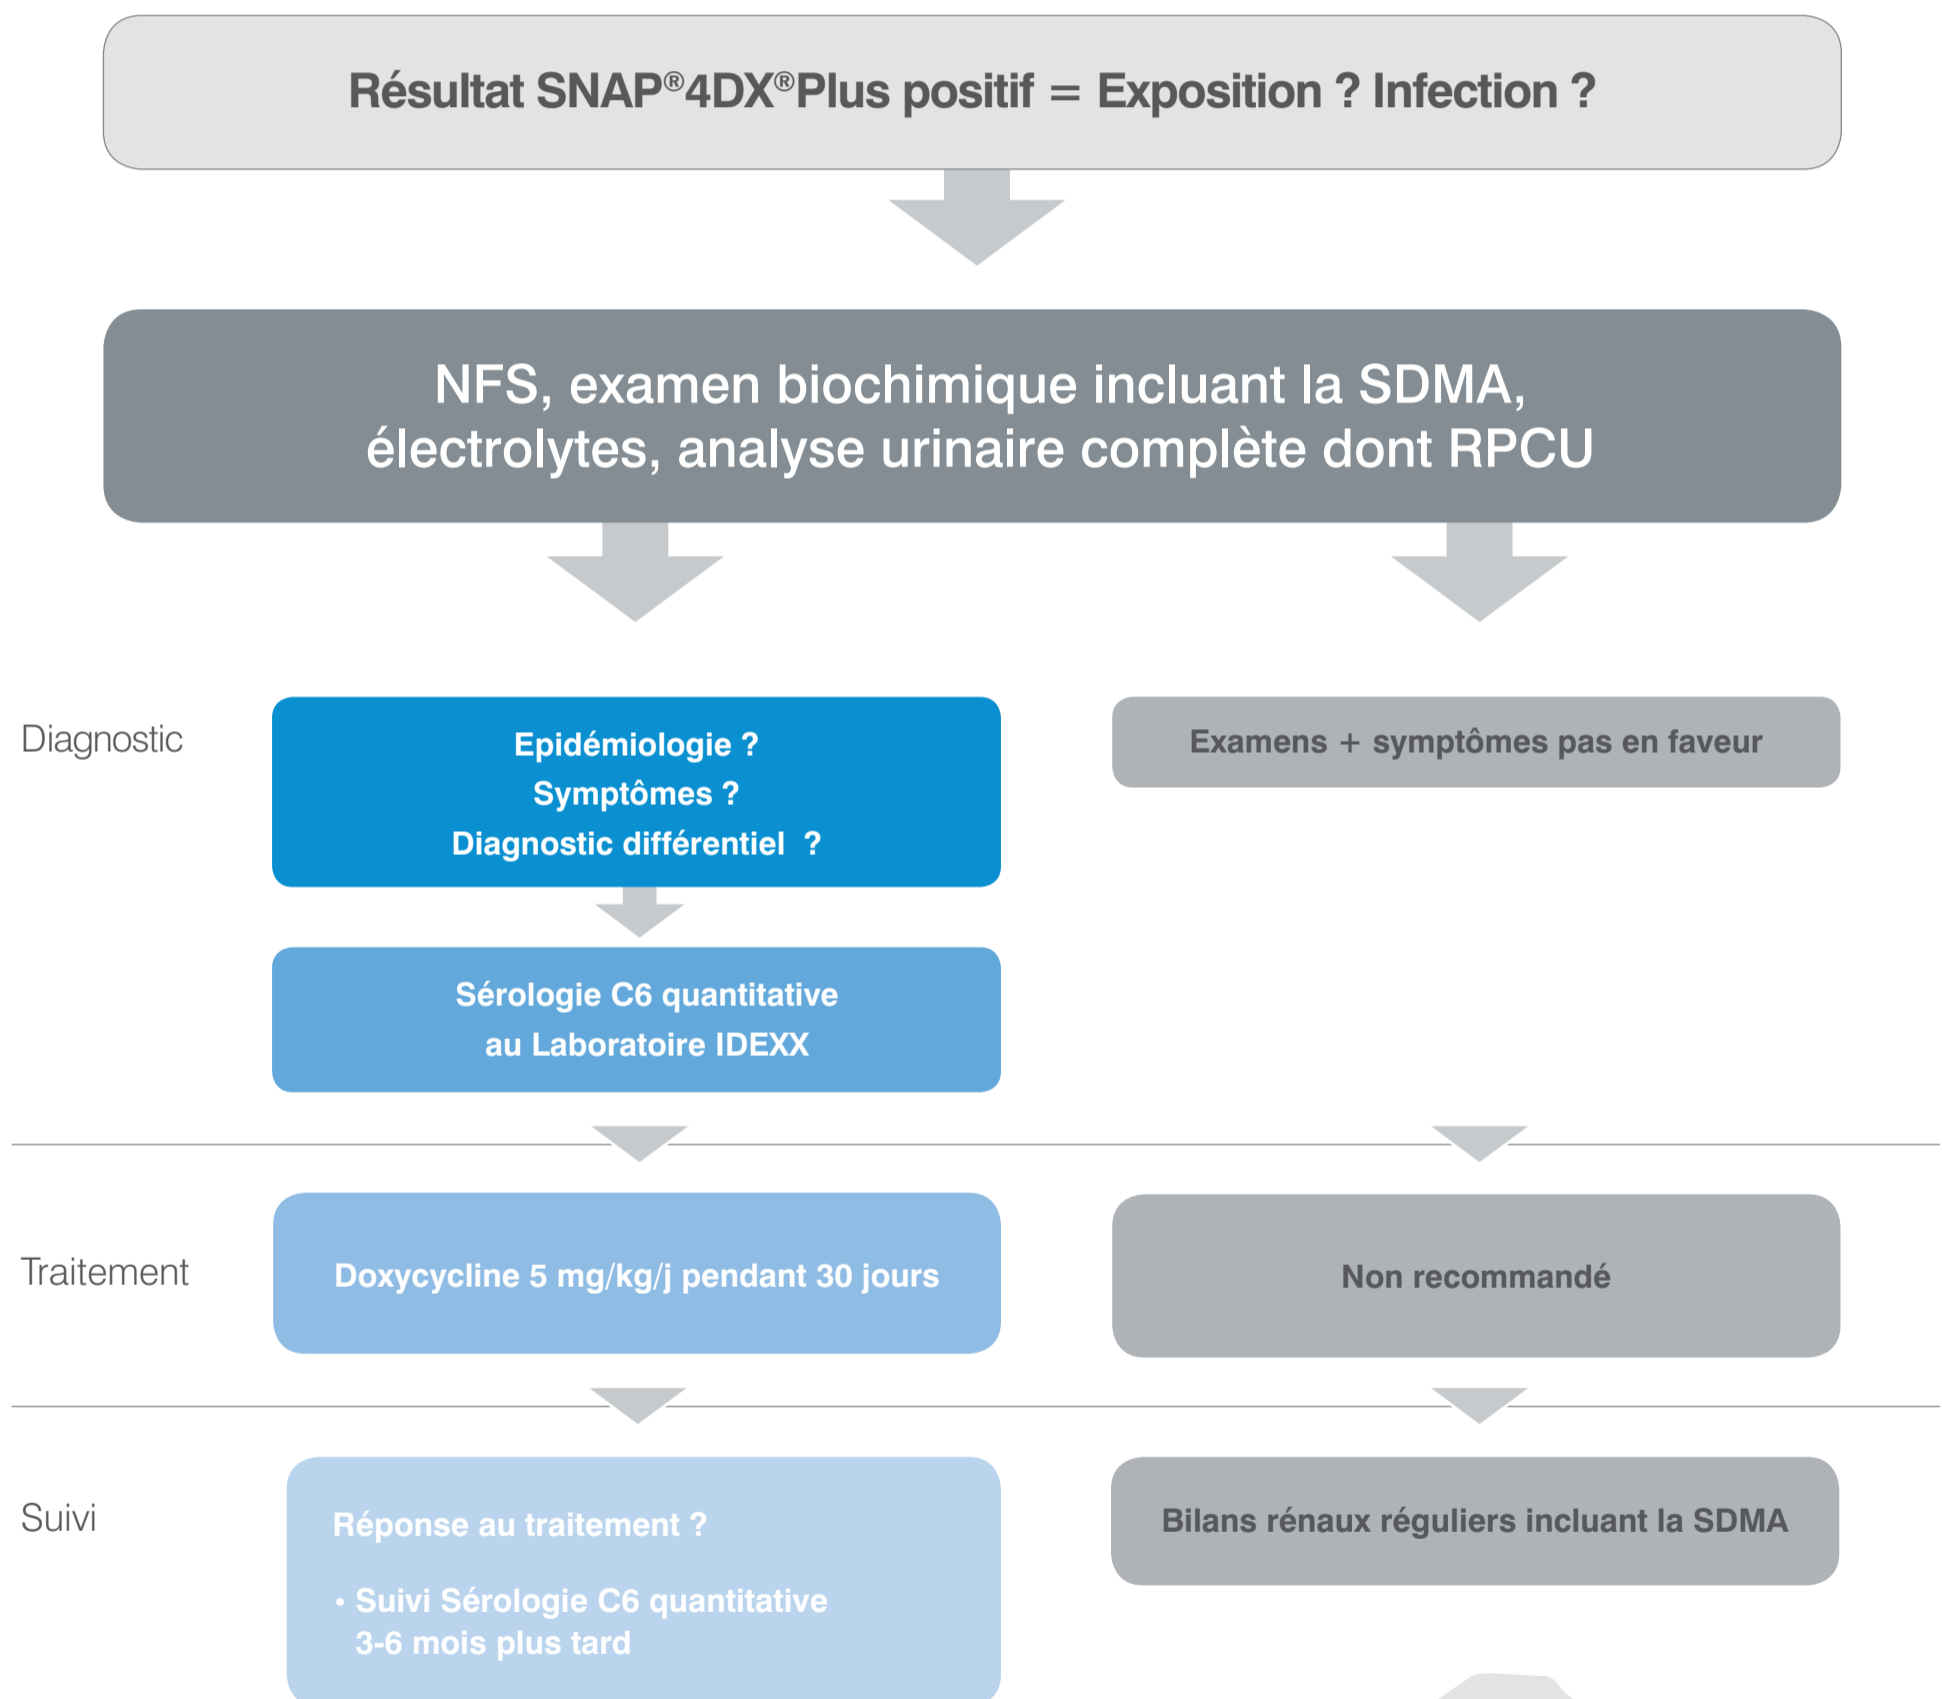 Résultat SNAP®4DX®Plus positif = Exposition ? Infection ?
NFS, examen biochimique incluant la SDMA,
électrolytes, analyse urinaire complète dont RPCU
Diagnostic
Epidémiologie ?
Symptômes ?
Diagnostic différentiel ?
Examens + symptômes pas en faveur
Sérologie C6 quantitative
au Laboratoire IDEXX
Traitement
Doxycycline 5 mg/kg/j pendant 30 jours
Non recommandé
Suivi
Réponse au traitement ?
• Suivi Sérologie C6 quantitative
3-6 mois plus tard
Bilans rénaux réguliers incluant la SDMA